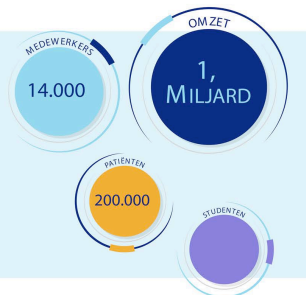 MEDEWERKERS
14.000
OMZET
1,
MILJARD
PATIËNTEN
200.000
STUDENTEN